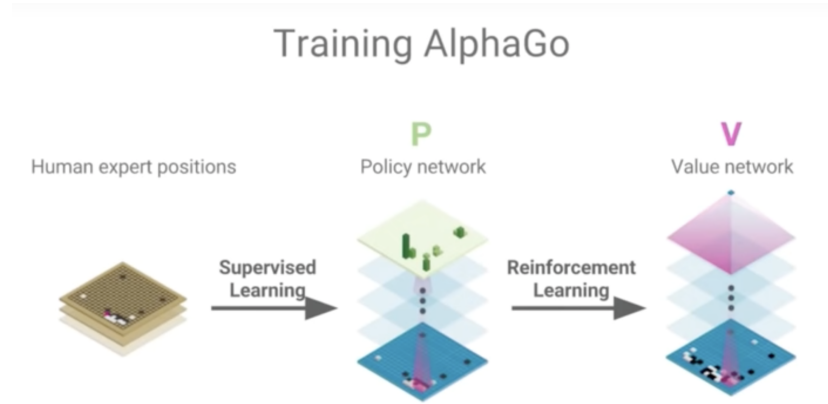 Training AlphaGo
P
V
Human expert positions
Policy network
Value network
Supervised
Learning
Reinforcement
Learning